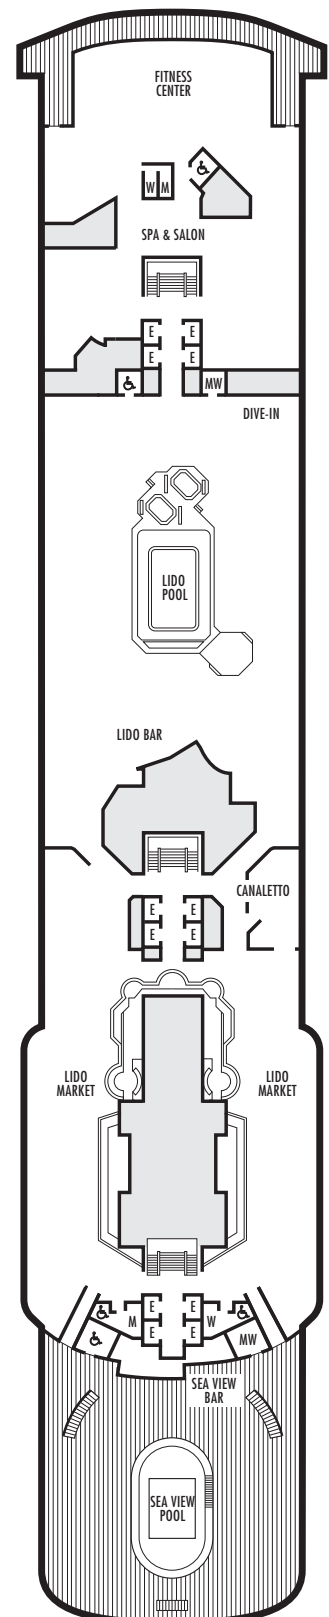 FITNESS
CENTER
W M
SPA & SALON
E E
E E
MW
DIVE-IN
LIDO
POOL
LIDO BAR
CANALETTO
E E
E E
LIDO
MARKET
LIDO
MARKET
E E
M W
E E
MW
SEA VIEW
BAR
SEA VIEW
POOL